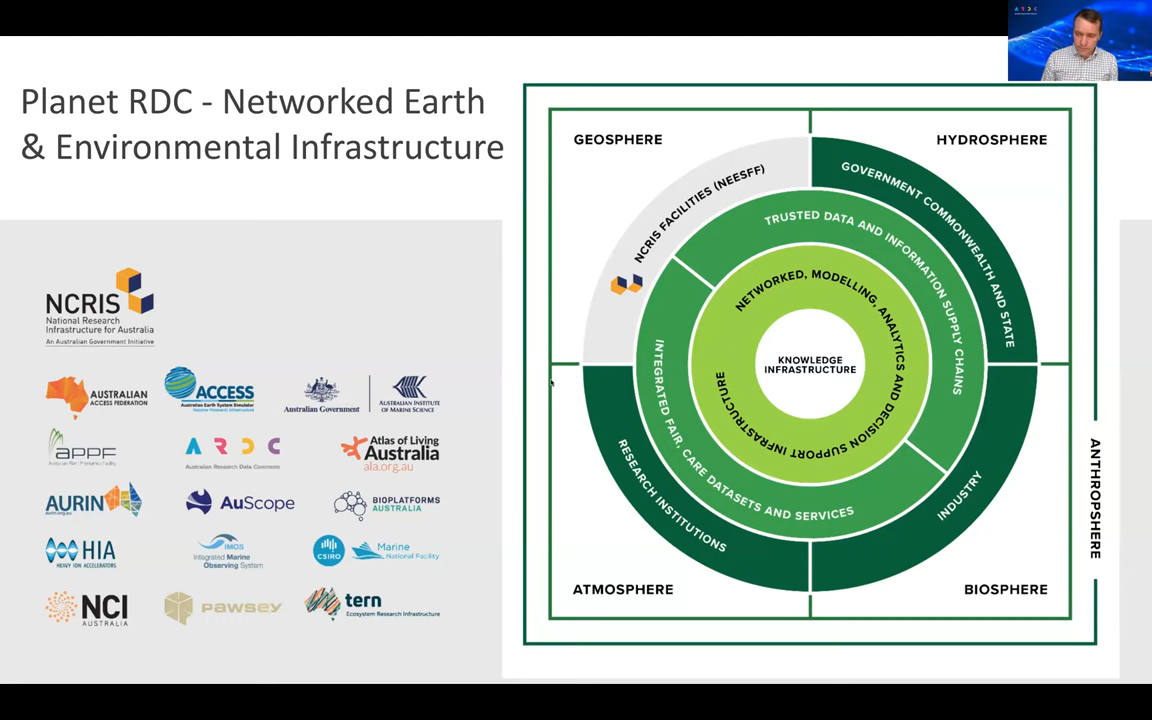 Planet RDC - Networked Earth
& Environmental Infrastructure
NCRIS
National Research
Infrastructure for Australia
An Australian Government Initiative
AUSTRALIAN
ACCESS FEDERATION
ACCESS
Australian Earth System Simulator
National Research Infrastructure
Australian Government
AUSTRALIAN INSTITUTE
OF MARINE SCIENCE
APPF
Australian Plant Phenomics Facility
A R D C
Australian Research Data Commons
Atlas of Living
Australia
ala.org.au
AURIN
aurin.org.au
AuScope
BIOPLATFORMS
AUSTRALIA
HIA
HEAVY ION ACCELERATORS
IMOS
Integrated Marine
Observing System
CSIRO
Marine
National Facility
NCI
AUSTRALIA
PAWSEY
tern
Ecosystem Research Infrastructure
A R D C
GEOSPHERE
HYDROSPHERE
NCRIS FACILITIES (NEESFF)
GOVERNMENT COMMONWEALTH AND STATE
TRUSTED DATA AND INFORMATION SUPPLY CHAINS
NETWORKED, MODELLING, ANALYTICS AND DECISION SUPPORT INFRASTRUCTURE
KNOWLEDGE
INFRASTRUCTURE
INTEGRATED FAIR, CARE DATASETS AND SERVICES
RESEARCH INSTITUTIONS
INDUSTRY
ATMOSPHERE
BIOSPHERE
ANTHROPSHERE